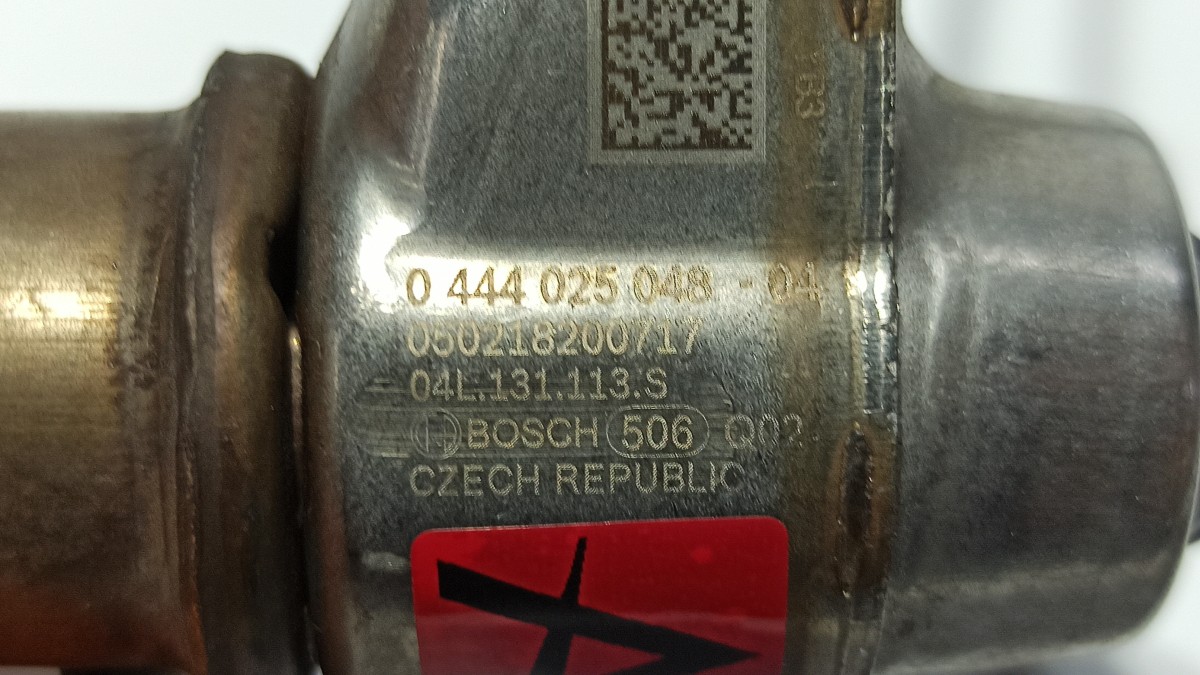 0 444 025 048 - 04
050218200717
04L.131.113.S
BOSCH 506 Q02
CZECH REPUBLIC